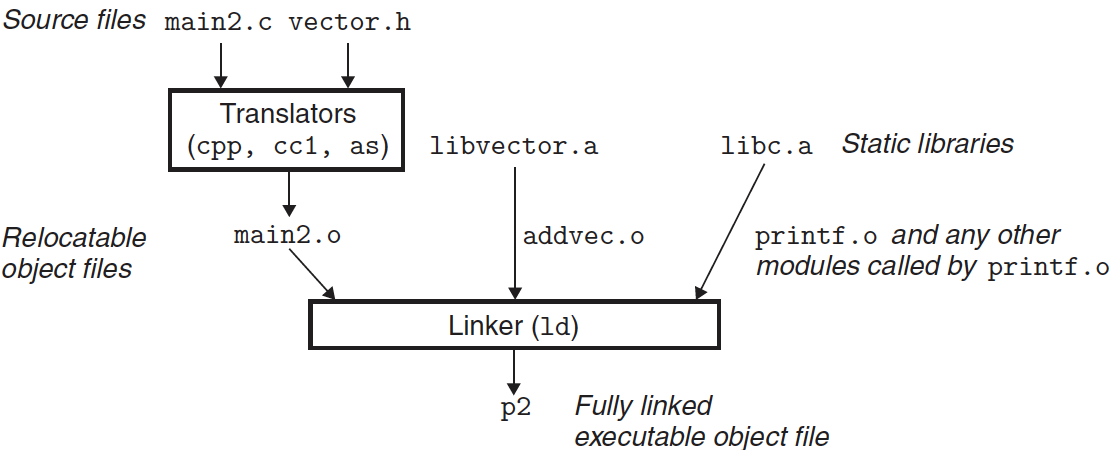 Source files main2.c vector.h
Translators
(cpp, cc1, as)
libvector.a
libc.a Static libraries
Relocatable
object files
main2.o
addvec.o
printf.o and any other
modules called by printf.o
Linker (ld)
p2
Fully linked
executable object file